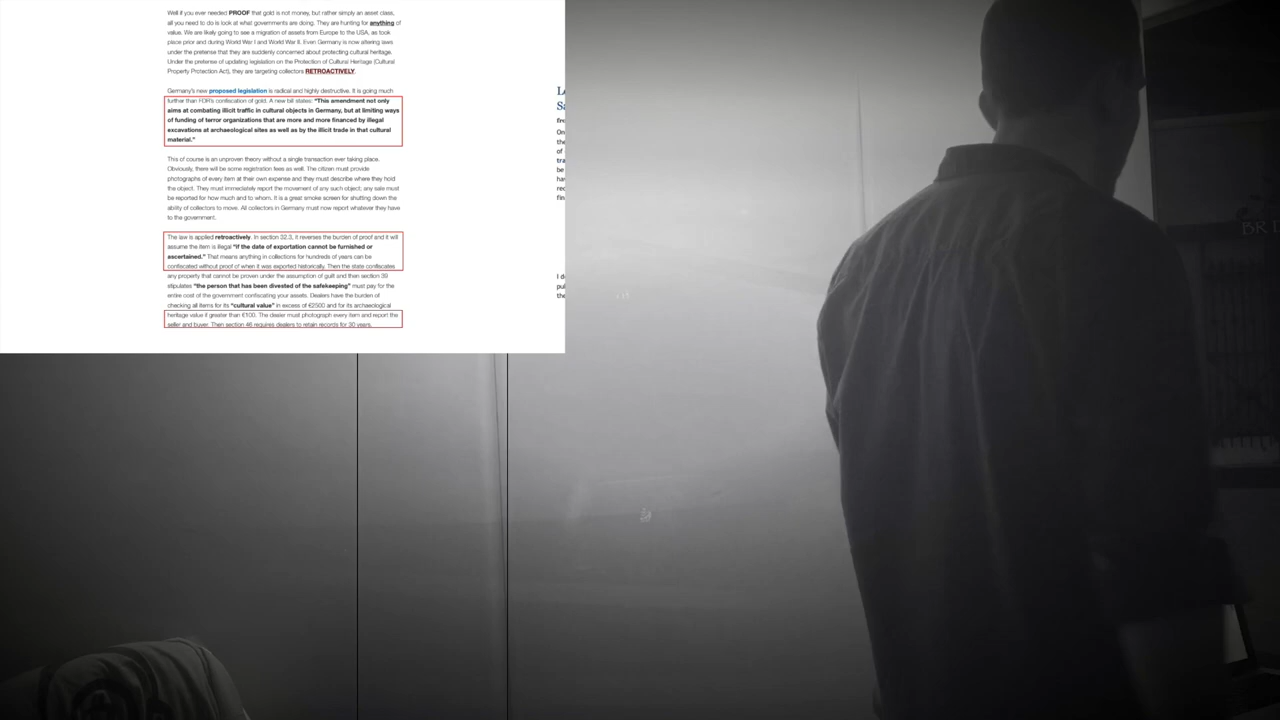 Well if you ever needed PROOF that gold is not money, but rather simply an asset class,
all you need to do is look at what governments are doing. They are hunting for anything of
value. We are likely going to see a migration of assets from Europe to the USA, as took
place prior and during World War I and World War II. Even Germany is now altering laws
under the pretense that they are suddenly concerned about protecting cultural heritage.
Under the pretense of updating legislation on the Protection of Cultural Heritage (Cultural
Property Protection Act), they are targeting collectors RETROACTIVELY.
Germany's new proposed legislation is radical and highly destructive. It is going much
further than FDR's confiscation of gold. A new bill states: "This amendment not only
aims at combating illicit traffic in cultural objects in Germany, but at limiting ways
of funding of terror organizations that are more and more financed by illegal
excavations at archaeological sites as well as by the illicit trade in that cultural
material."
This of course is an unproven theory without a single transaction ever taking place.
Obviously, there will be some registration fees as well. The citizen must provide
photographs of every item at their own expense and they must describe where they hold
the object. They must immediately report the movement of any such object; any sale must
be reported for how much and to whom. It is a great smoke screen for shutting down the
ability of collectors to move. All collectors in Germany must now report whatever they have
to the government.
The law is applied retroactively. In section 32.3, it reverses the burden of proof and it will
assume the item is illegal "if the date of exportation cannot be furnished or
ascertained." That means anything in collections for hundreds of years can be
confiscated without proof of when it was exported historically. Then the state confiscates
any property that cannot be proven under the assumption of guilt and then section 39
stipulates "the person that has been divested of the safekeeping" must pay for the
entire cost of the government confiscating your assets. Dealers have the burden of
checking all items for its "cultural value" in excess of €2500 and for its archaeological
heritage value if greater than €100. The dealer must photograph every item and report the
seller and buyer. Then section 46 requires dealers to retain records for 30 years.
On
the
of
tra
be
hav
rec
fin
I d
pul
the
BR